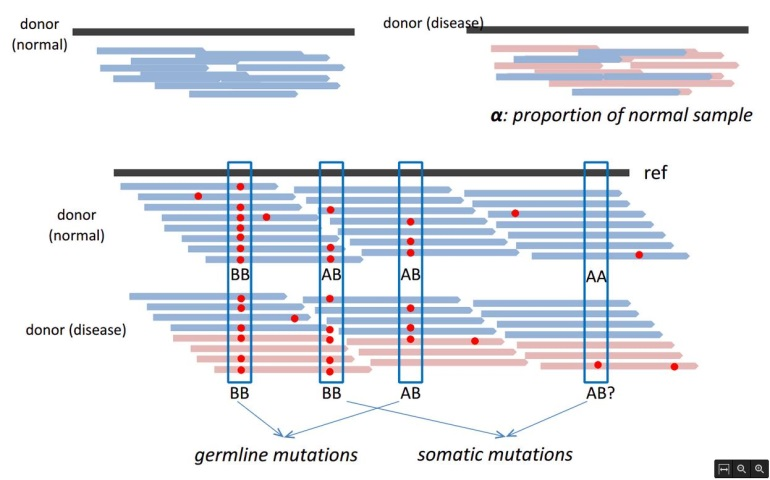 donor
(normal)
donor (disease)
α: proportion of normal sample
ref
donor
(normal)
BB
AB
AB
AA
donor (disease)
BB
BB
AB
AB?
germline mutations
somatic mutations